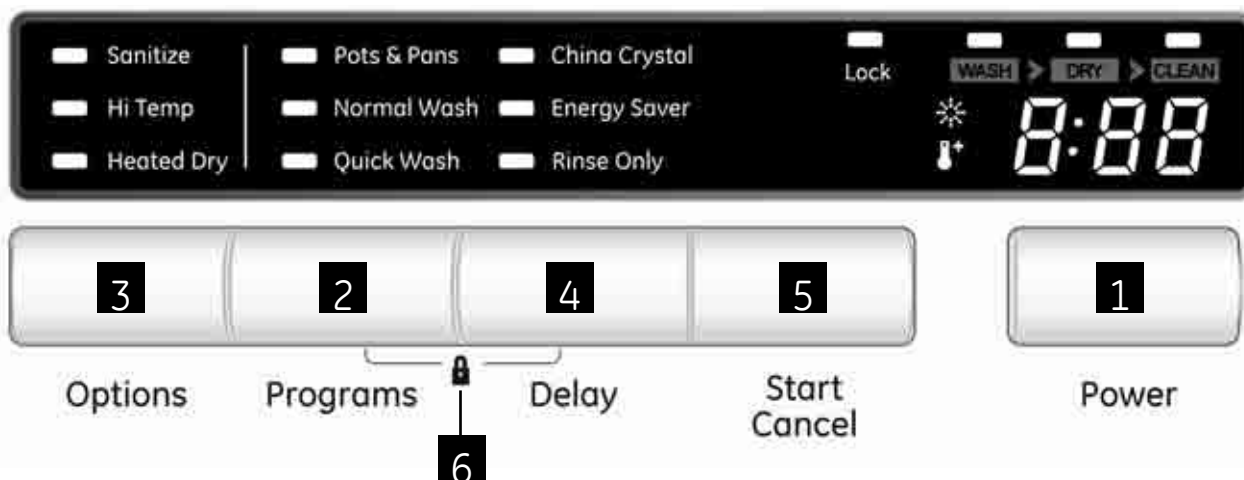 Sanitize Pots & Pans China Crystal Lock WASH > DRY > CLEAN
Hi Temp Normal Wash Energy Saver
Heated Dry Quick Wash Rinse Only 8:88
3 2 4 5 1
Options Programs Delay Start Cancel Power
6